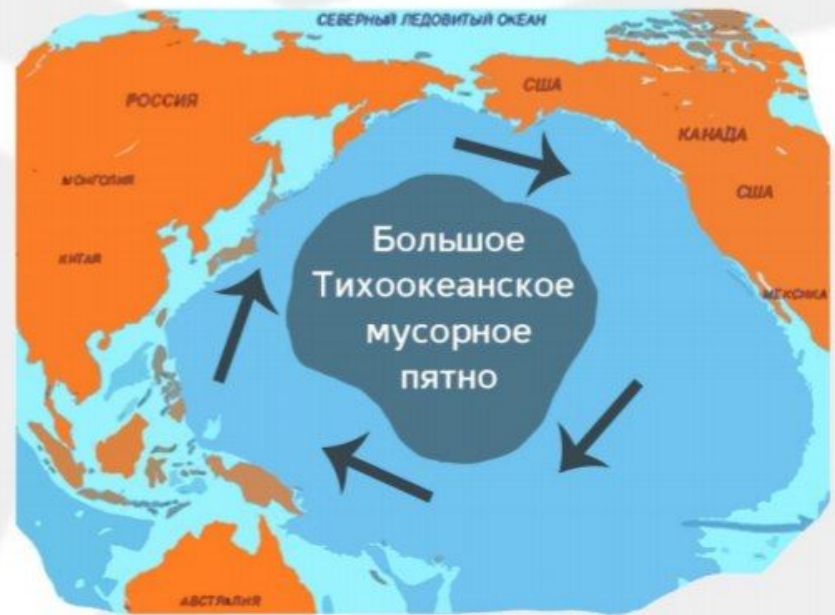 СЕВЕРНЫЙ ЛЕДОВИТЫЙ ОКЕАН
РОССИЯ
США
КАНАДА
МОНГОЛИЯ
США
Большое
Тихоокеанское
мусорное
пятно
КИТАЙ
МЕКСИКА
АВСТРАЛИЯ